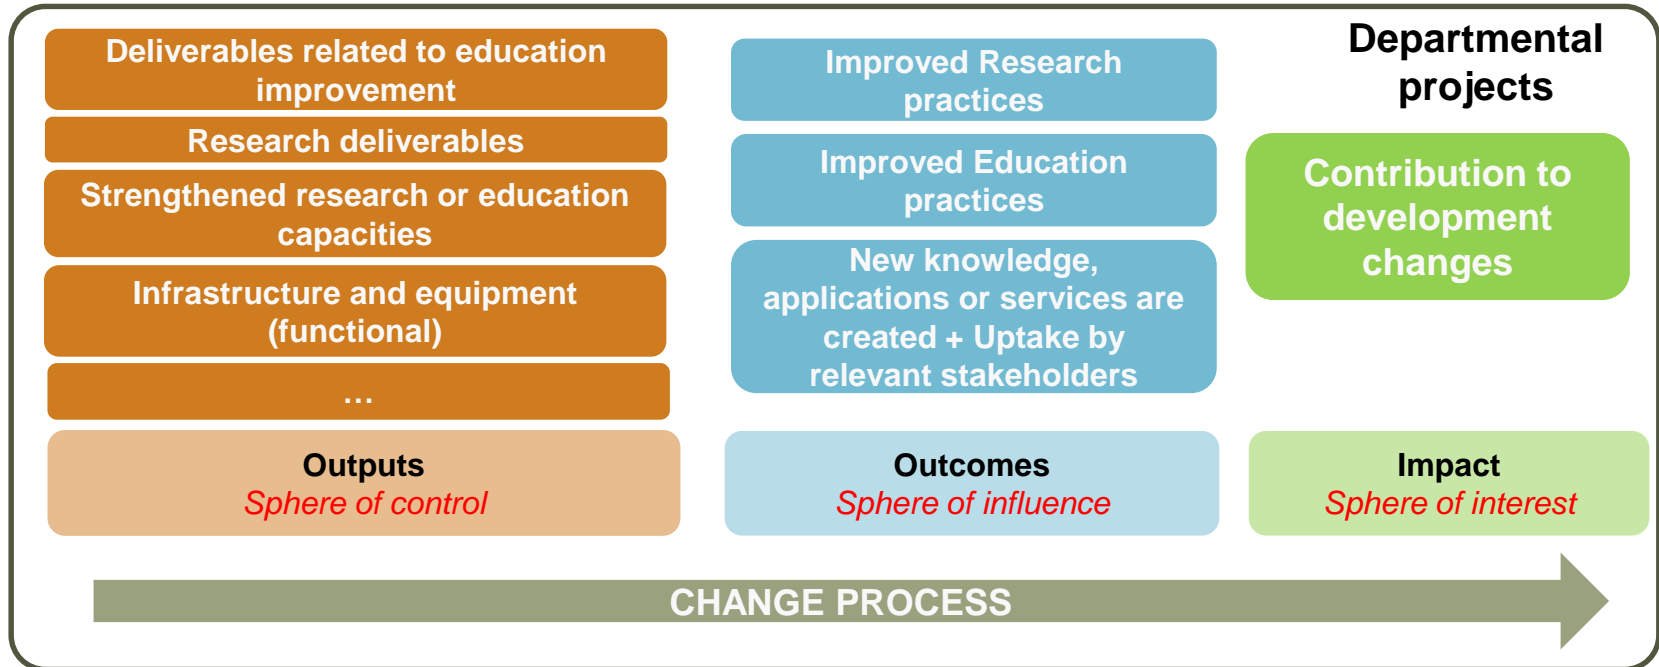 Deliverables related to education
improvement
Research deliverables
Strengthened research or education
capacities
Infrastructure and equipment
(functional)
…
Outputs
Sphere of control
Improved Research
practices
Improved Education
practices
New knowledge,
applications or services are
created + Uptake by
relevant stakeholders
Outcomes
Sphere of influence
Departmental
projects
Contribution to
development
changes
Impact
Sphere of interest
CHANGE PROCESS